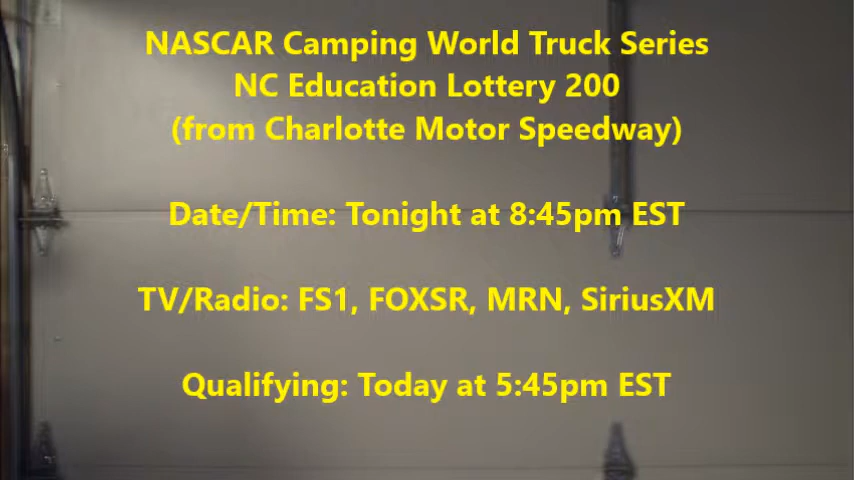 NASCAR Camping World Truck Series
NC Education Lottery 200
(from Charlotte Motor Speedway)
Date/Time: Tonight at 8:45pm EST
TV/Radio: FS1, FOXSR, MRN, SiriusXM
Qualifying: Today at 5:45pm EST